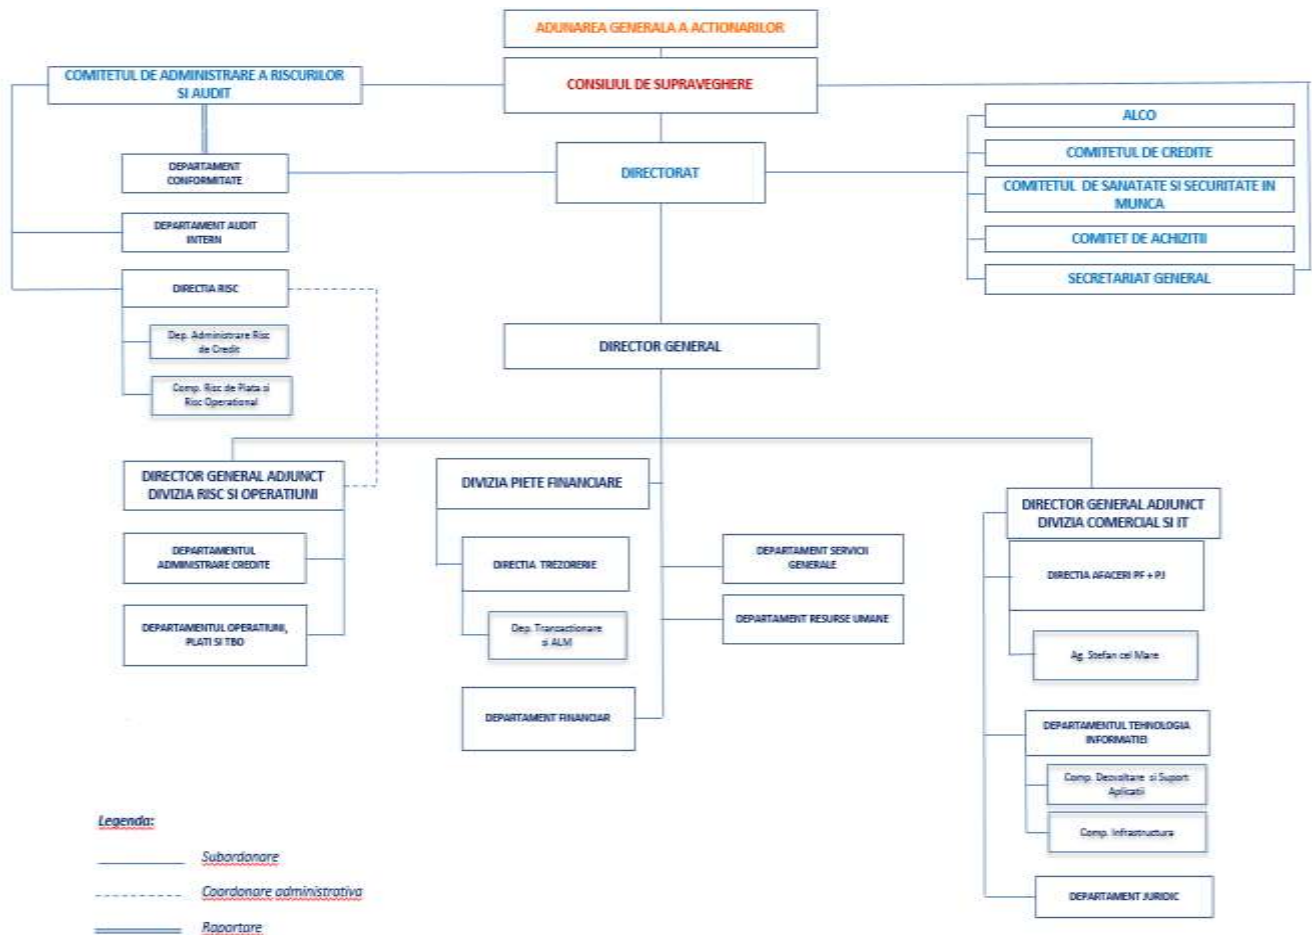 ADUNAREA GENERALA A ACTIONARILOR
CONSILIUL DE SUPRAVEGHERE
COMITETUL DE ADMINISTRARE A RISCURILOR
SI AUDIT
ALCO
DEPARTAMENT
CONFORMITATE
DIRECTORAT
COMITETUL DE CREDITE
COMITETUL DE SANATATE SI SECURITATE IN
MUNCA
DEPARTAMENT AUDIT
INTERN
COMITET DE ACHIZITII
DIRECTIA RISC
SECRETARIAT GENERAL
Dep. Administrare Risc
de Credit
DIRECTOR GENERAL
Comp. Risc de Plata si
Risc Operational
DIRECTOR GENERAL ADJUNCT
DIVIZIA RISC SI OPERATIUNI
DIVIZIA PIETE FINANCIARE
DIRECTOR GENERAL ADJUNCT
DIVIZIA COMERCIAL SI IT
DEPARTAMENTUL
ADMINISTRARE CREDITE
DIRECTIA TREZORERIE
DEPARTAMENT SERVICII
GENERALE
DIRECTIA AFACERI PF + PJ
DEPARTAMENTUL OPERATIUNI,
PLATI SI TBO
Dep. Tranzactionare
si ALM
DEPARTAMENT RESURSE UMANE
Ag. Stefan cel Mare
DEPARTAMENT FINANCIAR
DEPARTAMENTUL TEHNOLOGIA
INFORMATIEI
Comp. Dezvoltare si Suport
Aplicatii
Comp. Infrastructura
DEPARTAMENT JURIDIC
Legenda:
Subordonare
Coordonare administrativa
Raportare